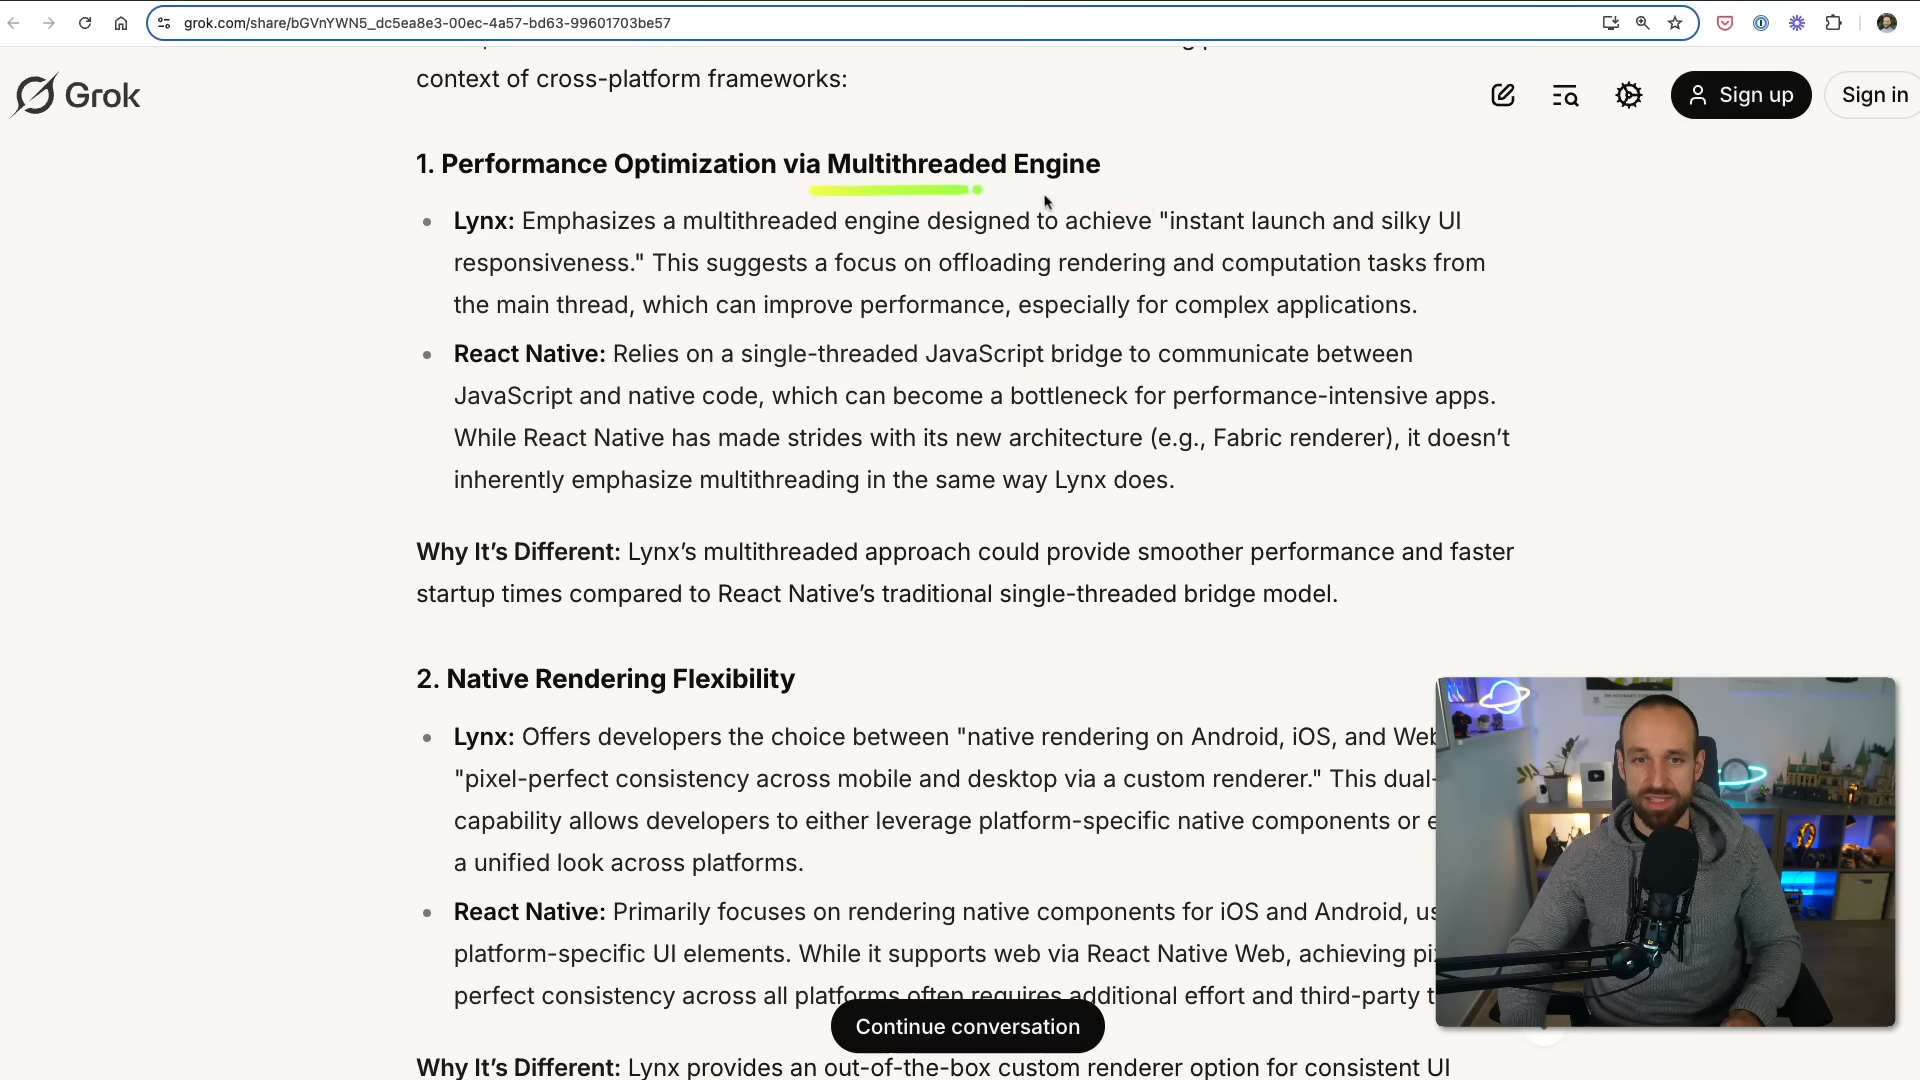 grok.com/share/bGVnYWN5_dc5ea8e3-00ec-4a57-bd63-99601703be57
Grok
context of cross-platform frameworks:
Sign up
Sign in
1. Performance Optimization via Multithreaded Engine
Lynx: Emphasizes a multithreaded engine designed to achieve "instant launch and silky UI
responsiveness." This suggests a focus on offloading rendering and computation tasks from
the main thread, which can improve performance, especially for complex applications.
React Native: Relies on a single-threaded JavaScript bridge to communicate between
JavaScript and native code, which can become a bottleneck for performance-intensive apps.
While React Native has made strides with its new architecture (e.g., Fabric renderer), it doesn’t
inherently emphasize multithreading in the same way Lynx does.
Why It’s Different: Lynx’s multithreaded approach could provide smoother performance and faster
startup times compared to React Native’s traditional single-threaded bridge model.
2. Native Rendering Flexibility
Lynx: Offers developers the choice between "native rendering on Android, iOS, and Web
"pixel-perfect consistency across mobile and desktop via a custom renderer." This dual-
capability allows developers to either leverage platform-specific native components or
a unified look across platforms.
React Native: Primarily focuses on rendering native components for iOS and Android,
platform-specific UI elements. While it supports web via React Native Web, achieving
perfect consistency across all platforms often requires additional effort and third-party
Continue conversation
Why It’s Different: Lynx provides an out-of-the-box custom renderer option for consistent UI